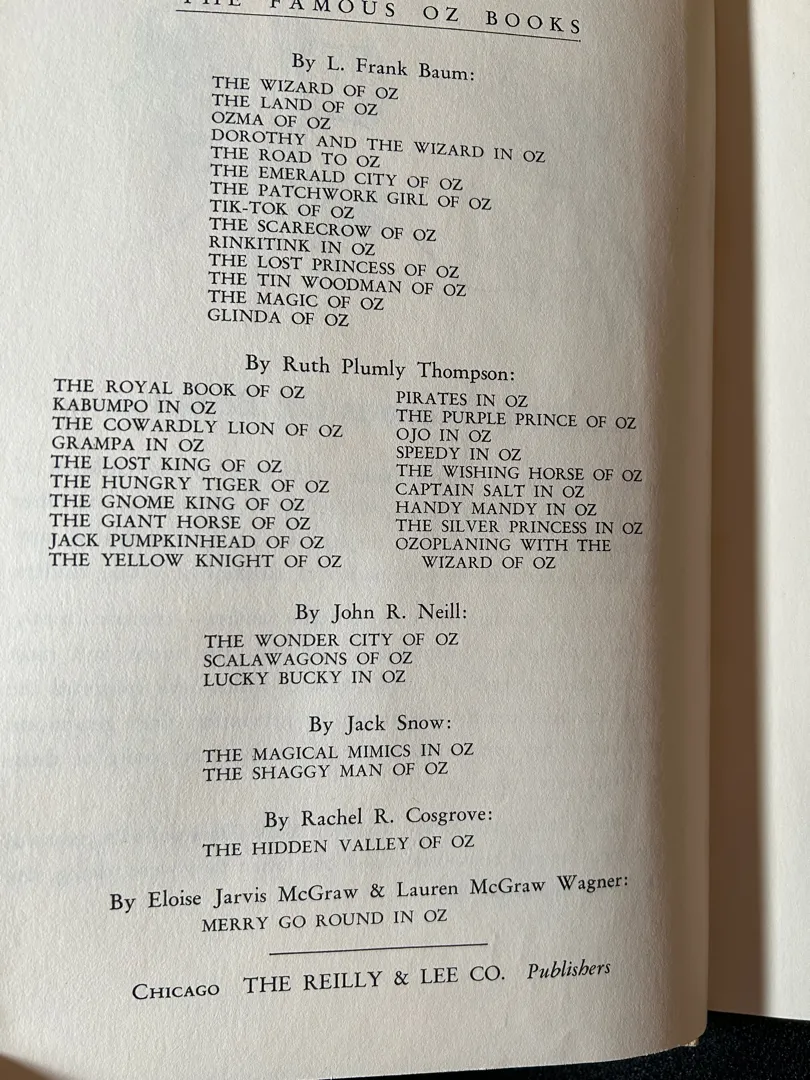 THE FAMOUS OZ BOOKS
By L. Frank Baum:
THE WIZARD OF OZ
THE LAND OF OZ
OZMA OF OZ
DOROTHY AND THE WIZARD IN OZ
THE ROAD TO OZ
THE EMERALD CITY OF OZ
THE PATCHWORK GIRL OF OZ
TIK-TOK OF OZ
THE SCARECROW OF OZ
RINKITINK IN OZ
THE LOST PRINCESS OF OZ
THE TIN WOODMAN OF OZ
THE MAGIC OF OZ
GLINDA OF OZ
By Ruth Plumly Thompson:
THE ROYAL BOOK OF OZ
KABUMPO IN OZ
THE COWARDLY LION OF OZ
GRAMPA IN OZ
THE LOST KING OF OZ
THE HUNGRY TIGER OF OZ
THE GNOME KING OF OZ
THE GIANT HORSE OF OZ
JACK PUMPKINHEAD OF OZ
THE YELLOW KNIGHT OF OZ
PIRATES IN OZ
THE PURPLE PRINCE OF OZ
OJO IN OZ
SPEEDY IN OZ
THE WISHING HORSE OF OZ
CAPTAIN SALT IN OZ
HANDY MANDY IN OZ
THE SILVER PRINCESS IN OZ
OZOPLANING WITH THE
WIZARD OF OZ
By John R. Neill:
THE WONDER CITY OF OZ
SCALAWAGONS OF OZ
LUCKY BUCKY IN OZ
By Jack Snow:
THE MAGICAL MIMICS IN OZ
THE SHAGGY MAN OF OZ
By Rachel R. Cosgrove:
THE HIDDEN VALLEY OF OZ
By Eloise Jarvis McGraw & Lauren McGraw Wagner:
MERRY GO ROUND IN OZ
CHICAGO THE REILLY & LEE CO. Publishers